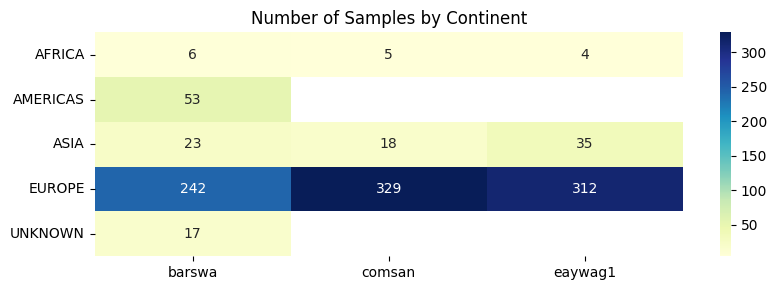 Number of Samples by Continent
AFRICA 6 5 4
AMERICAS 53
ASIA 23 18 35
EUROPE 242 329 312
UNKNOWN 17
barswa comsan eaywag1
300
250
200
150
100
50